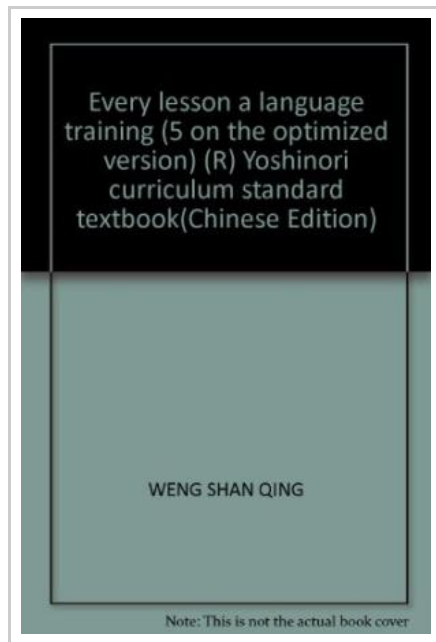 Every lesson a language
training (5 on the optimized
version) (R) Yoshinori
curriculum standard
textbook(Chinese Edition)
WENG SHAN QING
Note: This is not the actual book cover